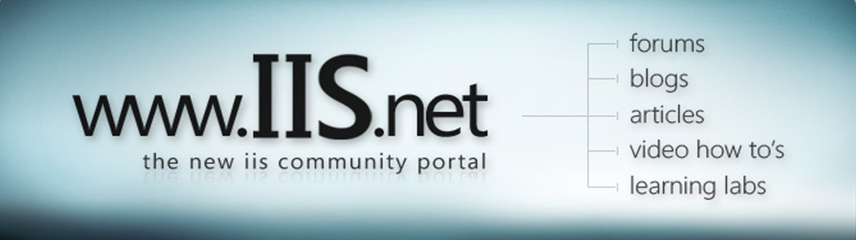 www.IIS.net
the new iis community portal
forums
blogs
articles
video how to's
learning labs